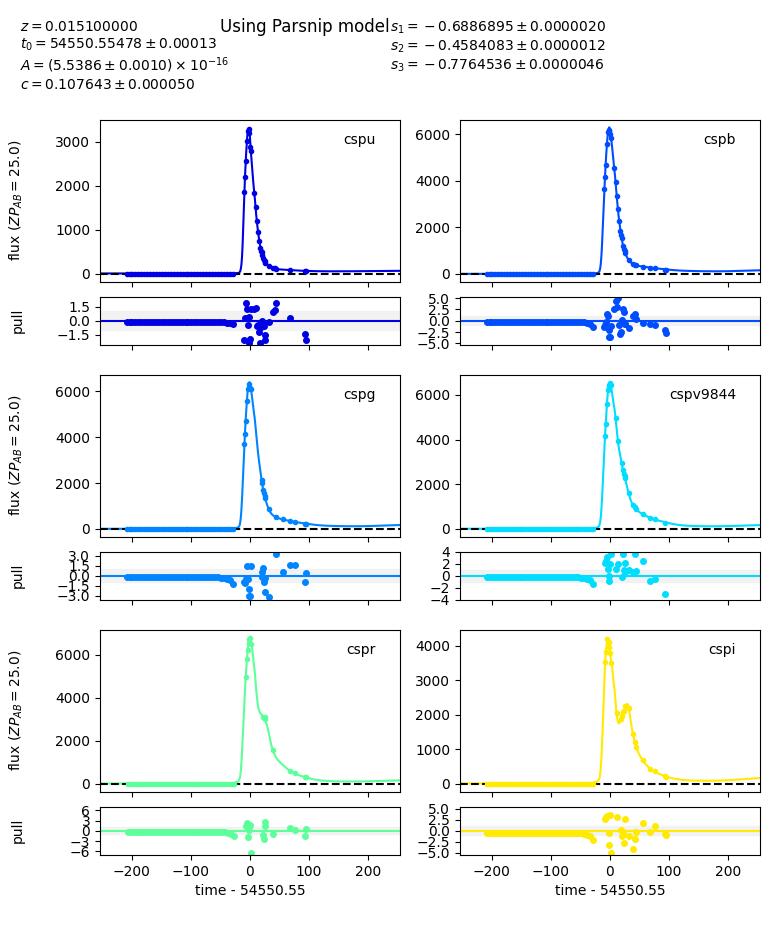 z = 0.015100000
Using Parsnip model
s₁ = −0.6886895 ± 0.0000020
t₀ = 54550.55478 ± 0.00013
s₂ = −0.4584083 ± 0.0000012
A = (5.5386 ± 0.0010) × 10⁻¹⁶
s₃ = −0.7764536 ± 0.0000046
c = 0.107643 ± 0.000050
cspu
3000
2000
1000
0
flux (ZP_AB = 25.0)
cspb
6000
4000
2000
0
1.5
0.0
−1.5
pull
5.0
2.5
0.0
−2.5
−5.0
cspg
6000
4000
2000
0
flux (ZP_AB = 25.0)
cspv9844
6000
4000
2000
0
3.0
1.5
0.0
−1.5
−3.0
pull
4
2
0
−2
−4
cspr
6000
4000
2000
0
flux (ZP_AB = 25.0)
cspi
4000
3000
2000
1000
0
6
3
0
−3
−6
pull
5.0
2.5
0.0
−2.5
−5.0
−200 −100 0 100 200
−200 −100 0 100 200
time - 54550.55
time - 54550.55